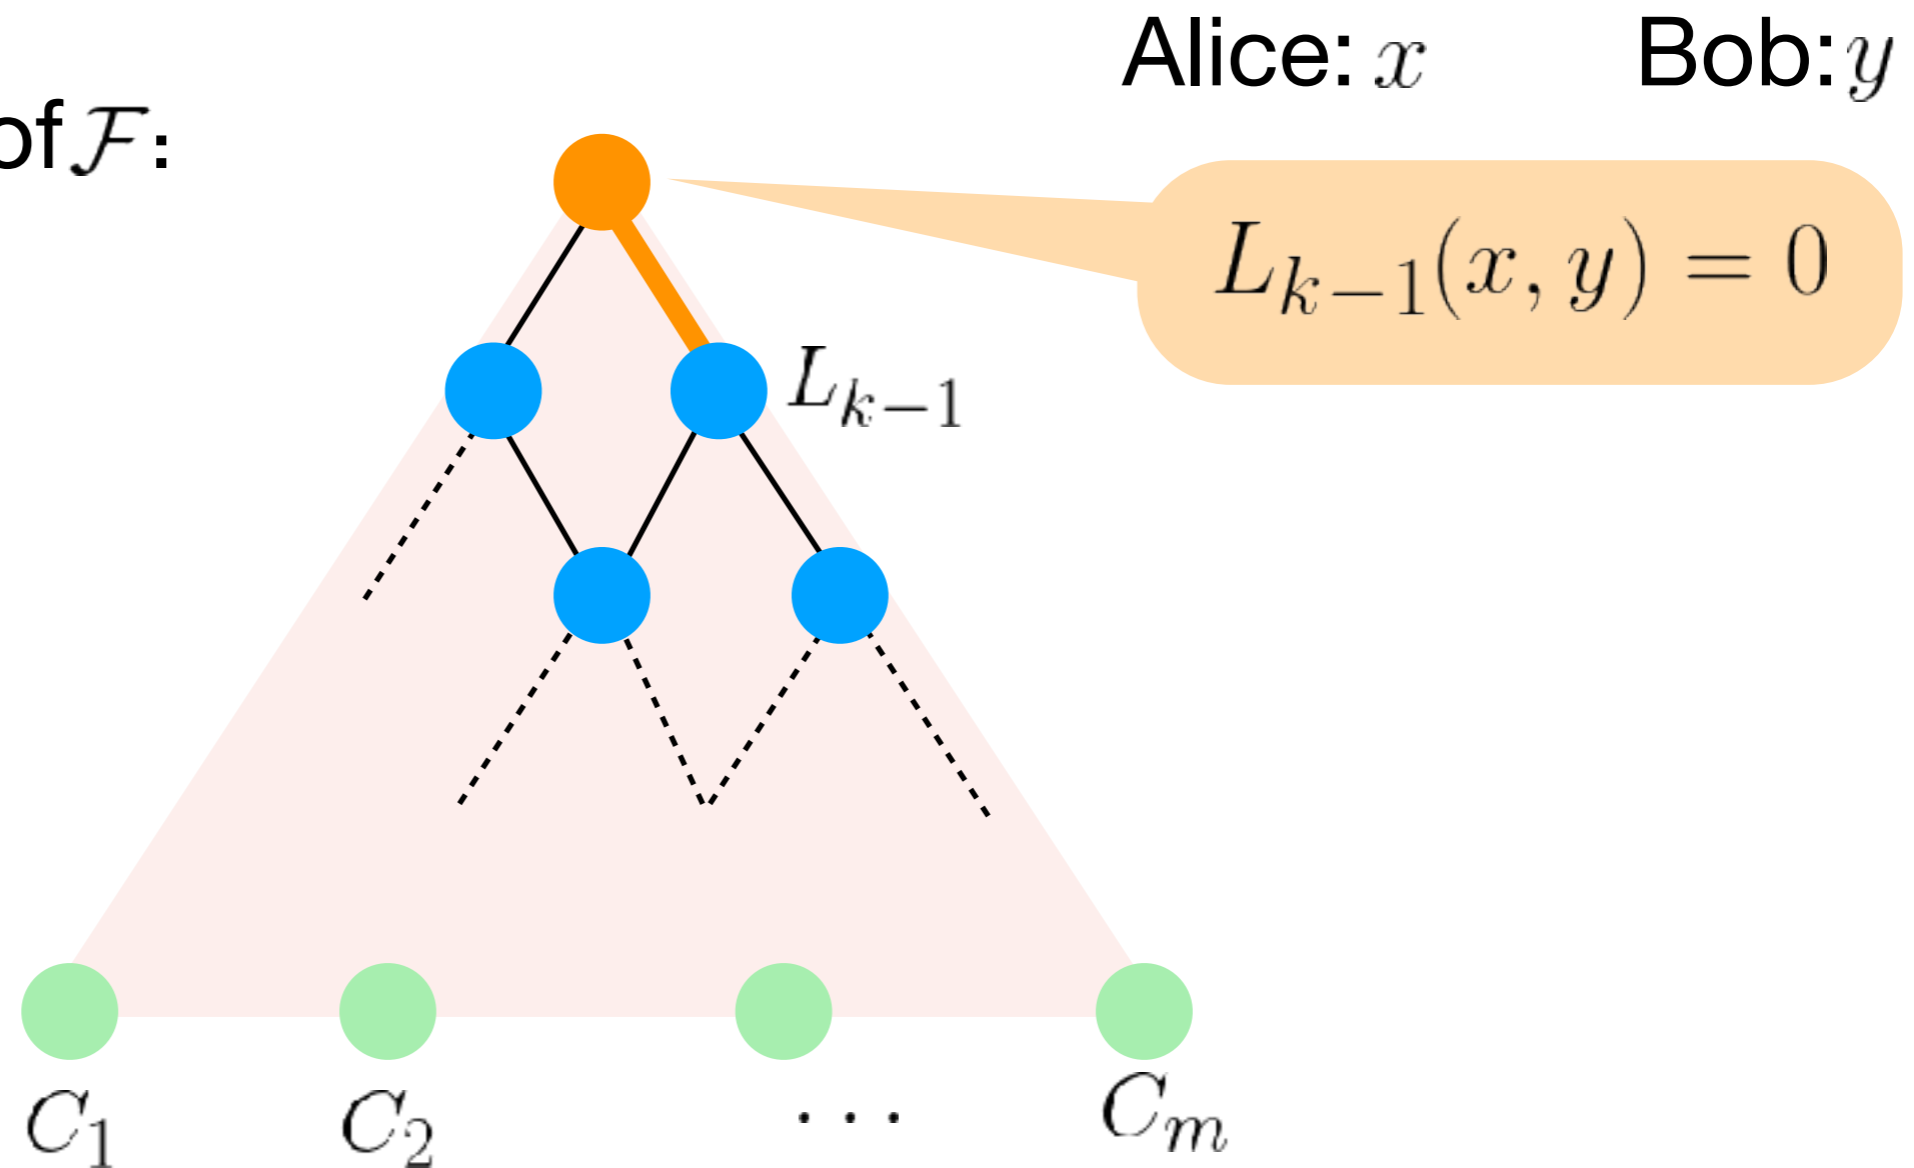 Alice: x Bob: y
of F:
L_{k-1}(x, y) = 0
L_{k-1}
C_1 C_2 ... C_m